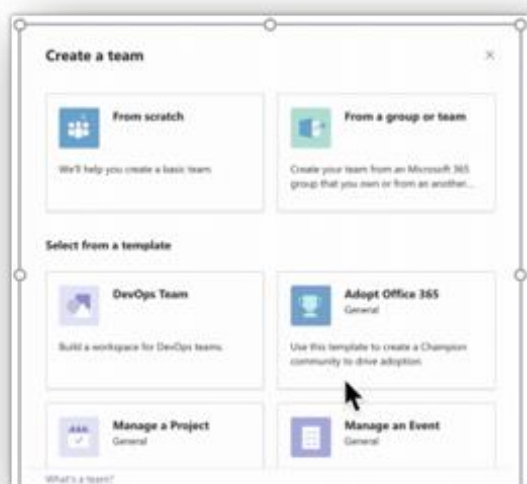 Create a team
From scratch
We'll help you create a basic team.
From a group or team
Create your team from an Microsoft 365
group that you own or from an another...
Select from a template
DevOps Team
Build a workspace for DevOps teams.
Adopt Office 365
General
Use this template to create a Champion
community to drive adoption.
Manage a Project
General
Manage an Event
General
What's a team?